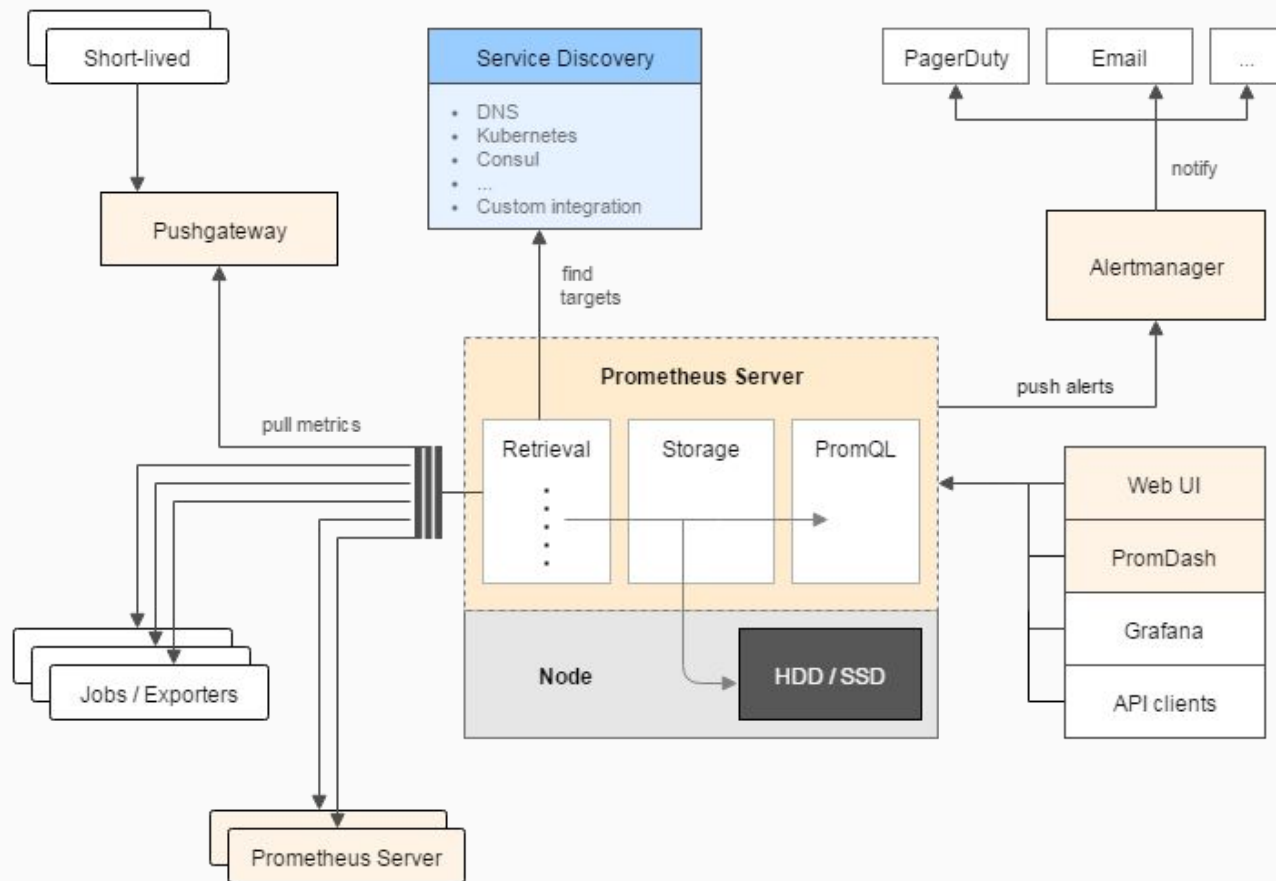 Short-lived
Service Discovery
• DNS
• Kubernetes
• Consul
• ...
• Custom integration
PagerDuty
Email
...
notify
Pushgateway
Alertmanager
find
targets
Prometheus Server
push alerts
pull metrics
Retrieval
Storage
PromQL
Web UI
PromDash
Grafana
API clients
Node
HDD / SSD
Jobs / Exporters
Prometheus Server